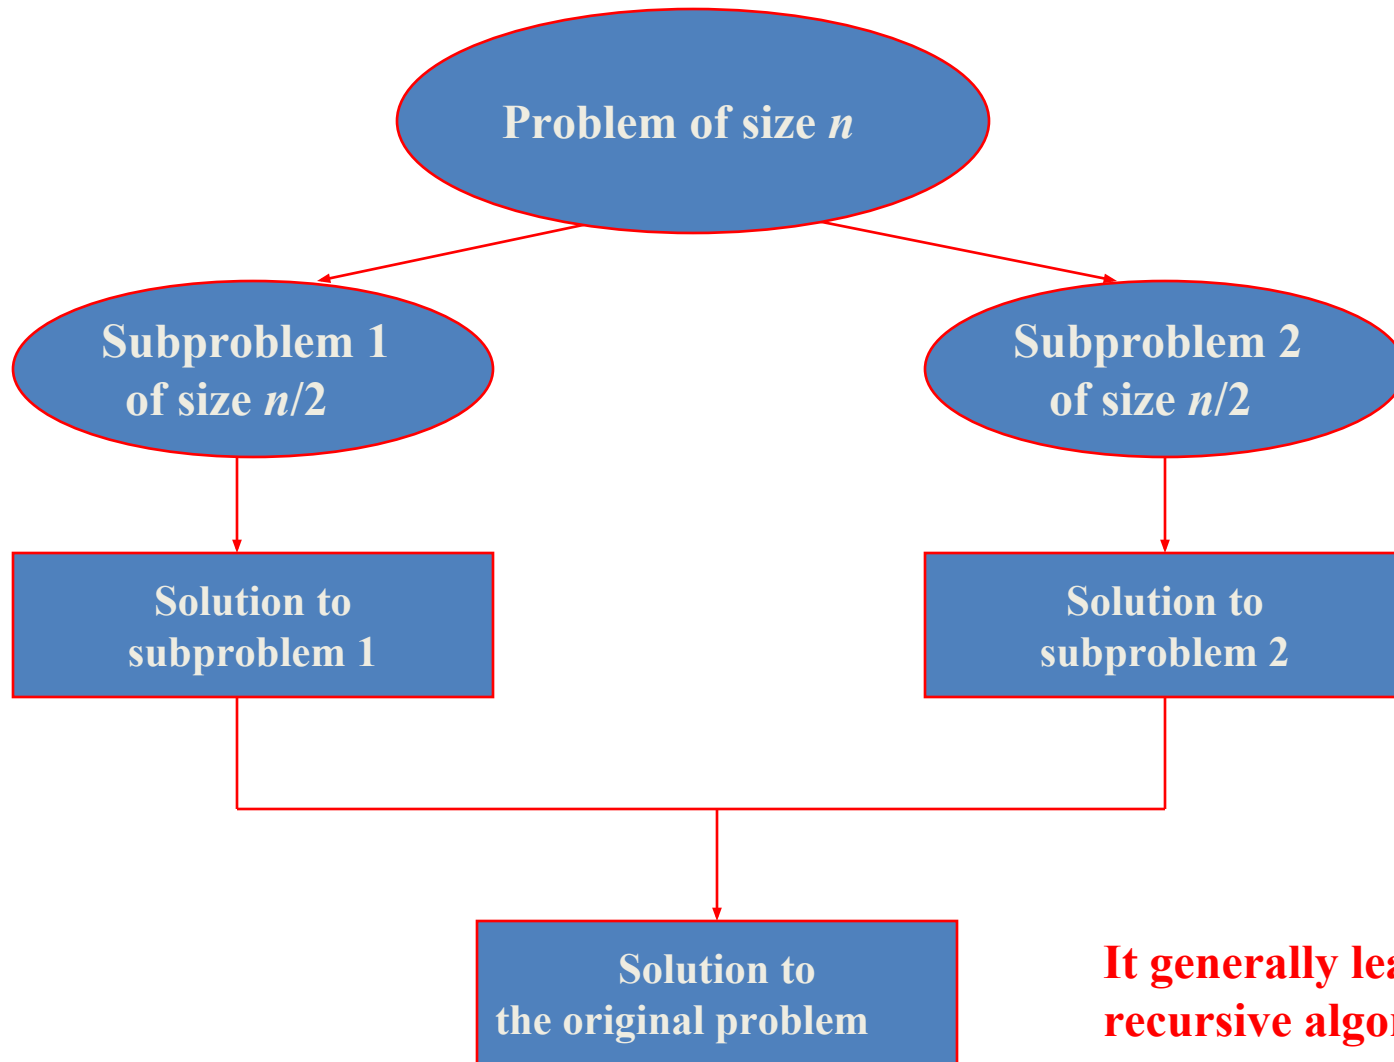 Problem of size n
Subproblem 1
of size n/2
Subproblem 2
of size n/2
Solution to
subproblem 1
Solution to
subproblem 2
Solution to
the original problem
It generally
recursive